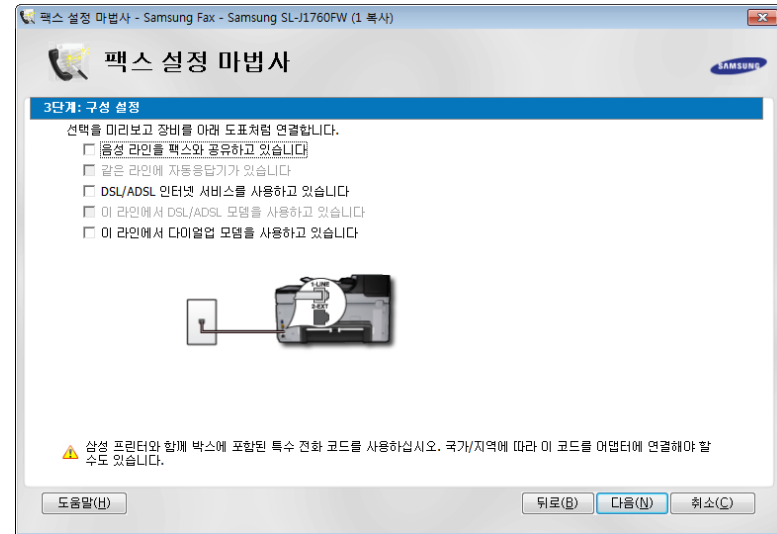 팩스 설정 마법사 - Samsung Fax - Samsung SL-J1760FW (1 복사)
팩스 설정 마법사
SAMSUNG
3단계: 구성 설정
선택을 미리보고 장비를 아래 도표처럼 연결합니다.
음성 라인을 팩스와 공유하고 있습니다
같은 라인에 자동응답기가 있습니다
DSL/ADSL 인터넷 서비스를 사용하고 있습니다
이 라인에서 DSL/ADSL 모뎀을 사용하고 있습니다
이 라인에서 다이얼업 모뎀을 사용하고 있습니다
1-LINE
2-EXT
삼성 프린터와 함께 박스에 포함된 특수 전화 코드를 사용하십시오. 국가/지역에 따라 이 코드를 어댑터에 연결해야 할
수도 있습니다.
도움말(H)
뒤로(B)
다음(N)
취소(C)